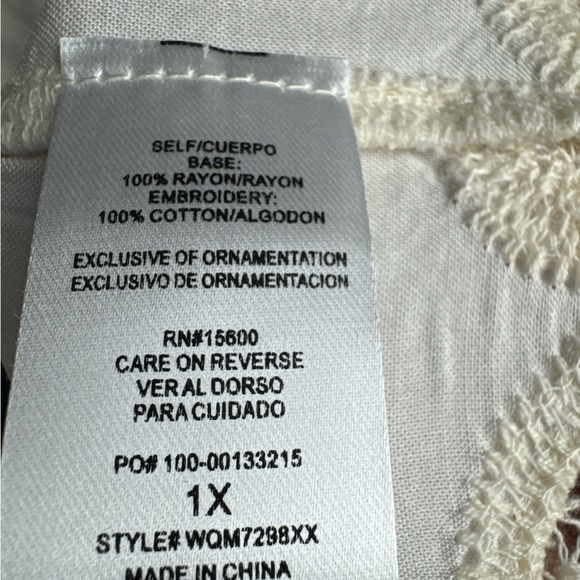 SELF/CUERPO
BASE:
100% RAYON/RAYON
EMBROIDERY:
100% COTTON/ALGODON
EXCLUSIVE OF ORNAMENTATION
EXCLUSIVO DE ORNAMENTACION
RN#15600
CARE ON REVERSE
VER AL DORSO
PARA CUIDADO
PO# 100-00133215
1X
STYLE# WQM7298XX
MADE IN CHINA